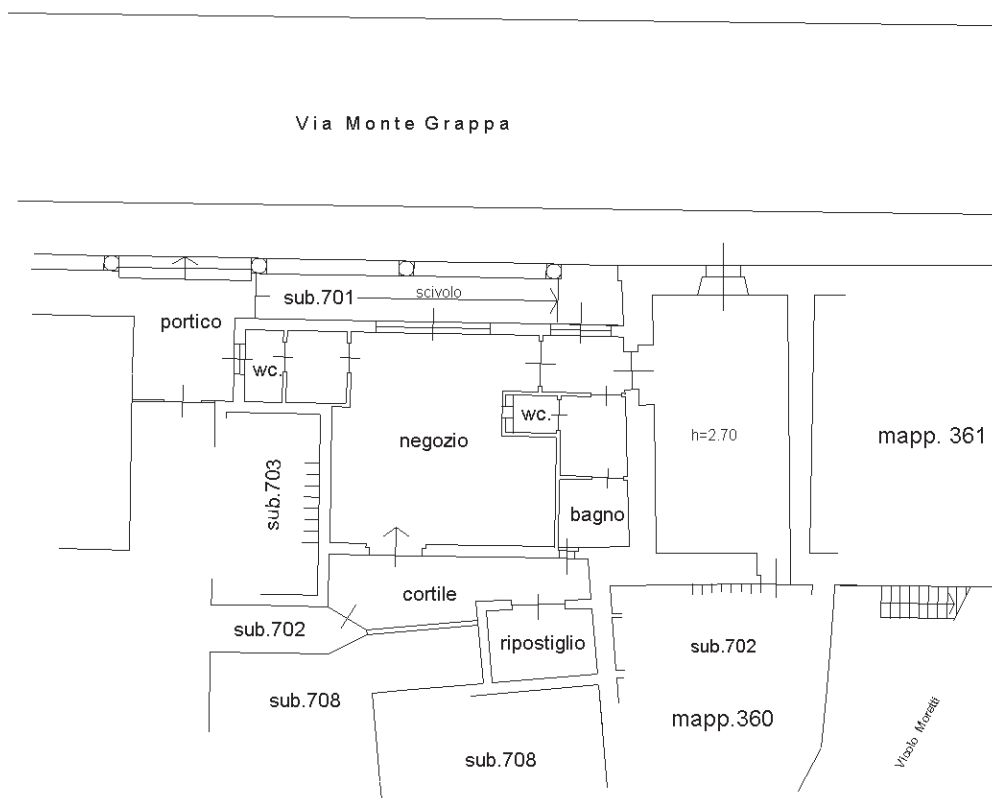 Via Monte Grappa
sub.701
scivolo
portico
wc.
wc.
negozio
h=2.70
mapp. 361
sub.703
bagno
cortile
sub.702
ripostiglio
sub.702
sub.708
mapp.360
Vicolo Moretti
sub.708